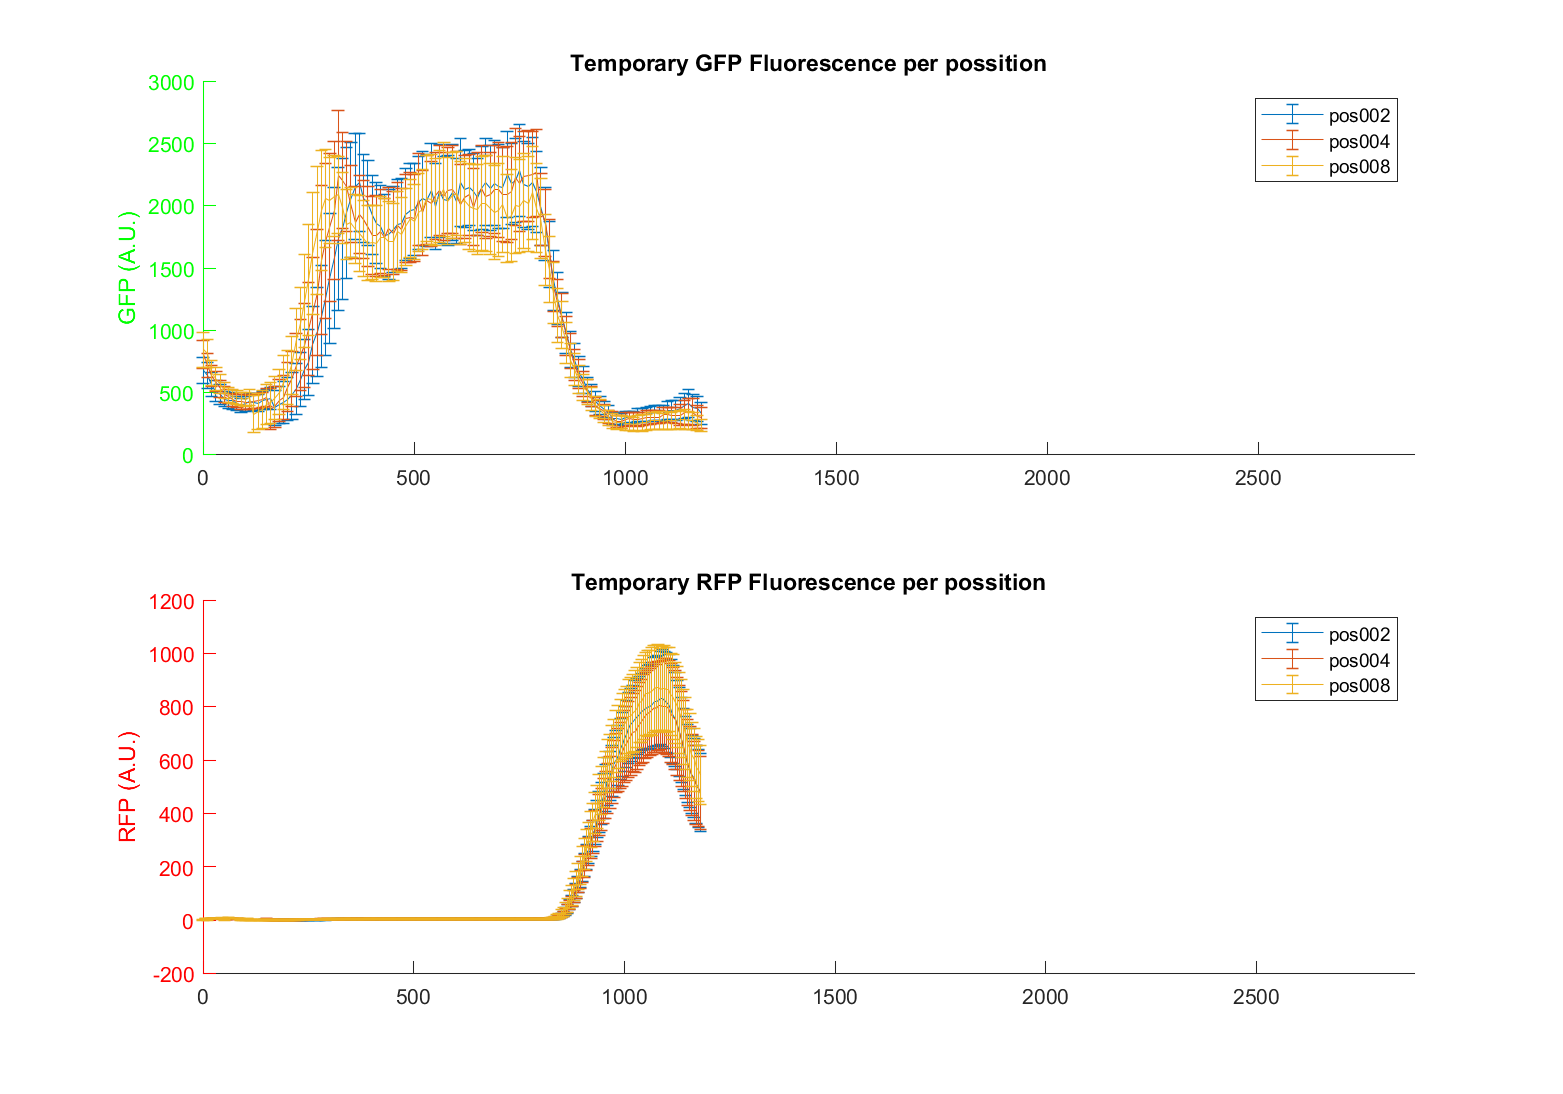 Temporary GFP Fluorescence per possition
3000
2500
2000
1500
1000
500
0
GFP (A.U.)
0 500 1000 1500 2000 2500
pos002
pos004
pos008
Temporary RFP Fluorescence per possition
1200
1000
800
600
400
200
0
-200
RFP (A.U.)
0 500 1000 1500 2000 2500
pos002
pos004
pos008